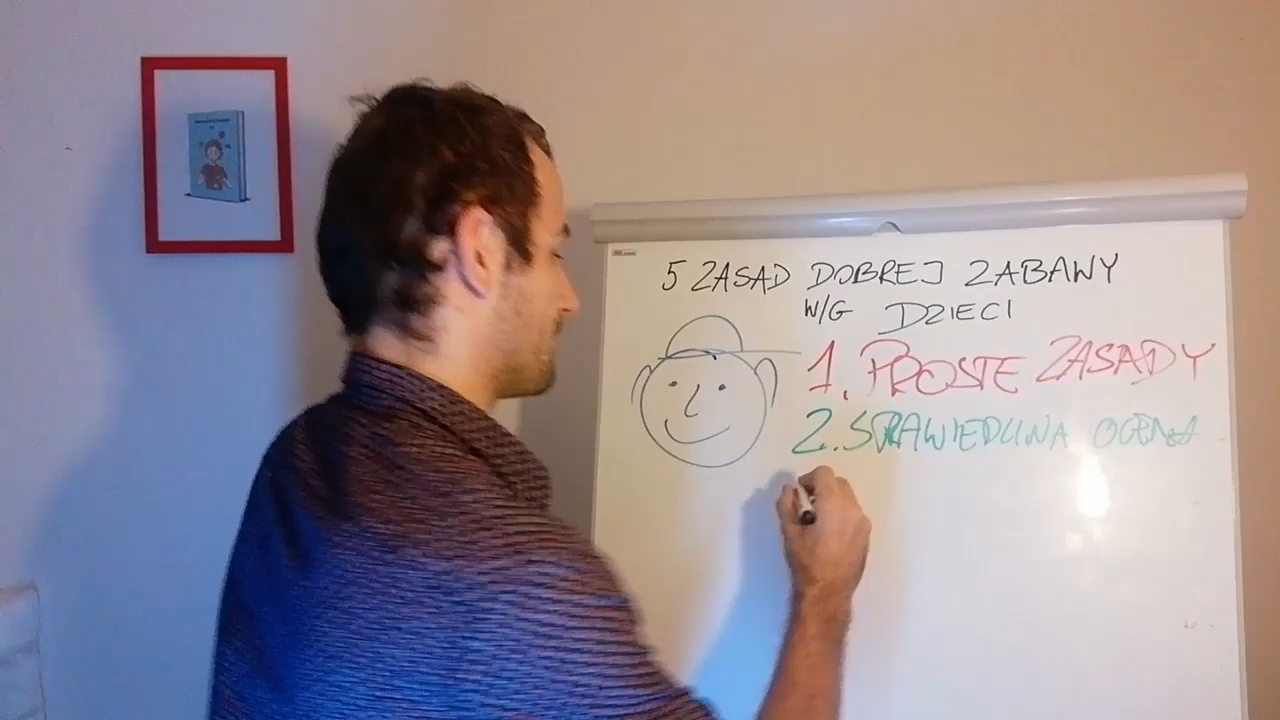 5 ZASAD DOBREJ ZABAWY
W/G DZIECI
1. PROSTE ZASADY
2. SPRAWIEDLIWA OCENA